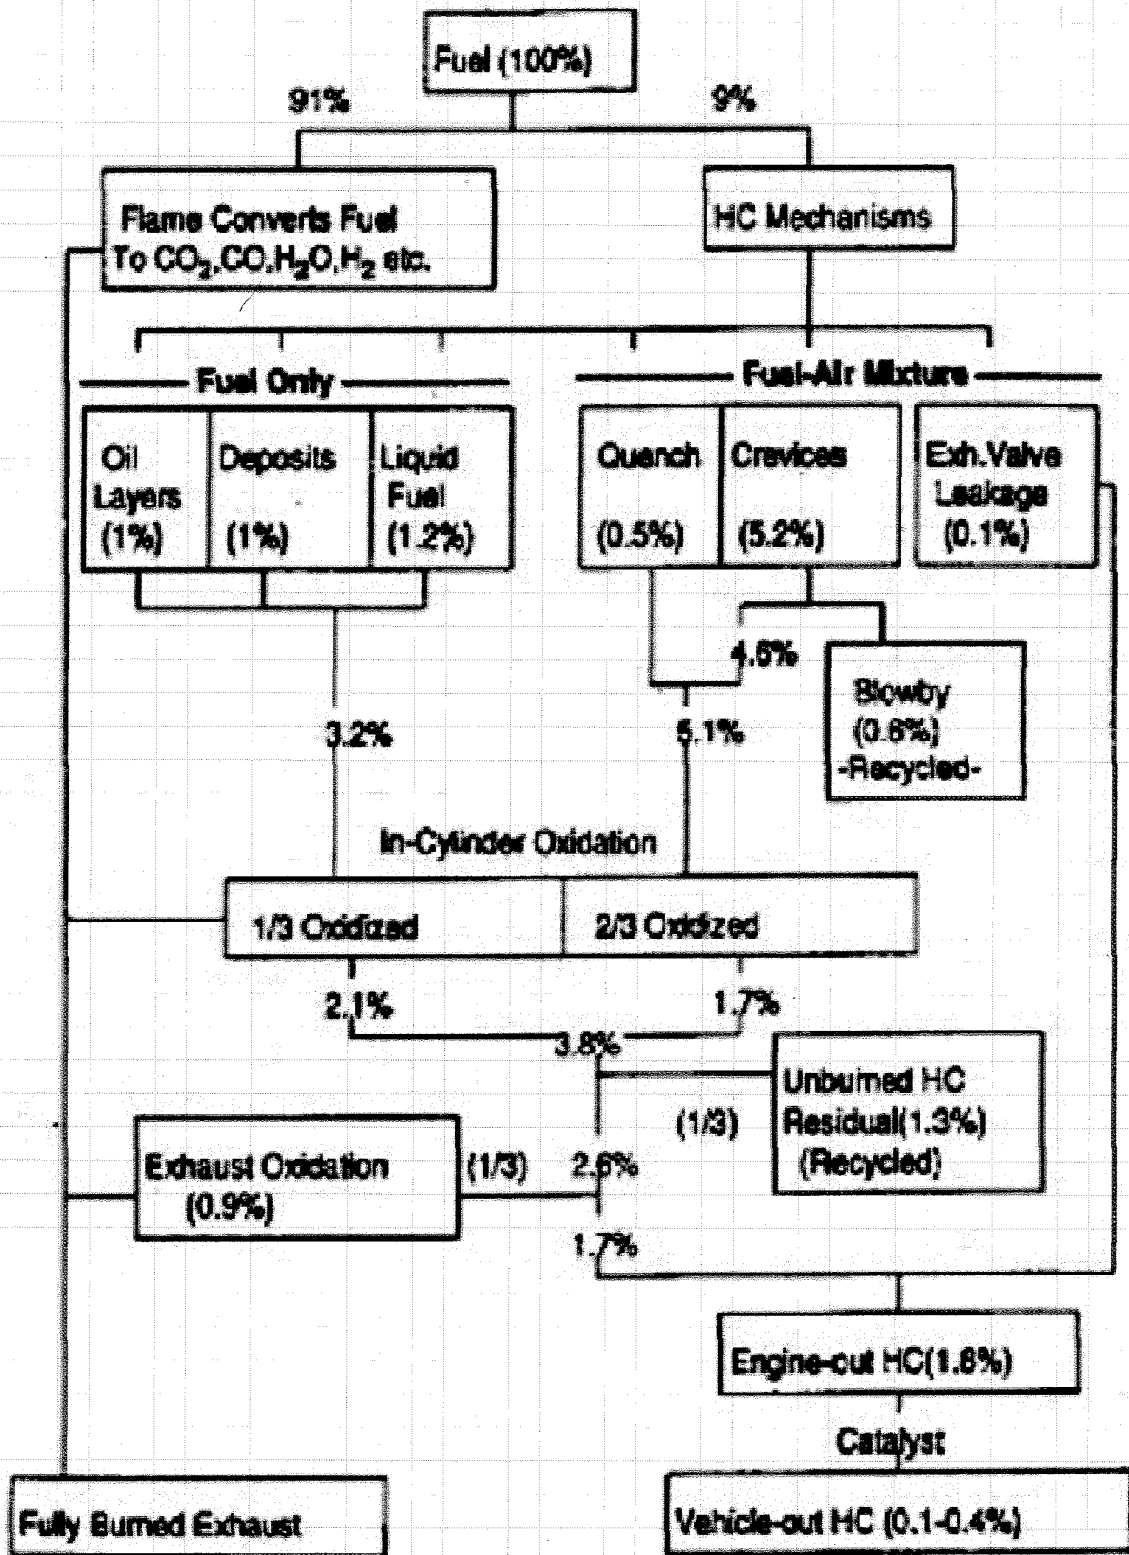 Fuel (100%)
91%
9%
Flame Converts Fuel
To CO₂,CO,H₂O,H₂ etc.
HC Mechanisms
Fuel Only
Fuel-Air Mixture
Oil
Layers
(1%)
Deposits
(1%)
Liquid
Fuel
(1.2%)
Quench
(0.5%)
Crevices
(5.2%)
Exh.Valve
Leakage
(0.1%)
4.6%
Blowby
(0.6%)
-Recycled-
3.2%
5.1%
In-Cylinder Oxidation
1/3 Oxidized
2/3 Oxidized
2.1%
1.7%
3.8%
Unburned HC
Residual(1.3%)
(Recycled)
(1/3)
Exhaust Oxidation
(0.9%)
(1/3)
2.6%
1.7%
Engine-out HC(1.8%)
Catalyst
Fully Burned Exhaust
Vehicle-out HC (0.1-0.4%)